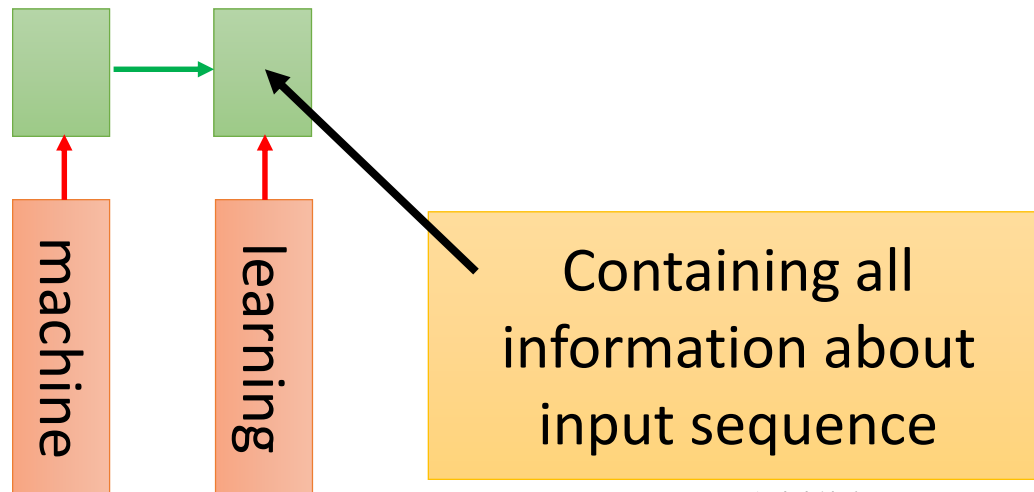 machine
learning
Containing all
information about
input sequence